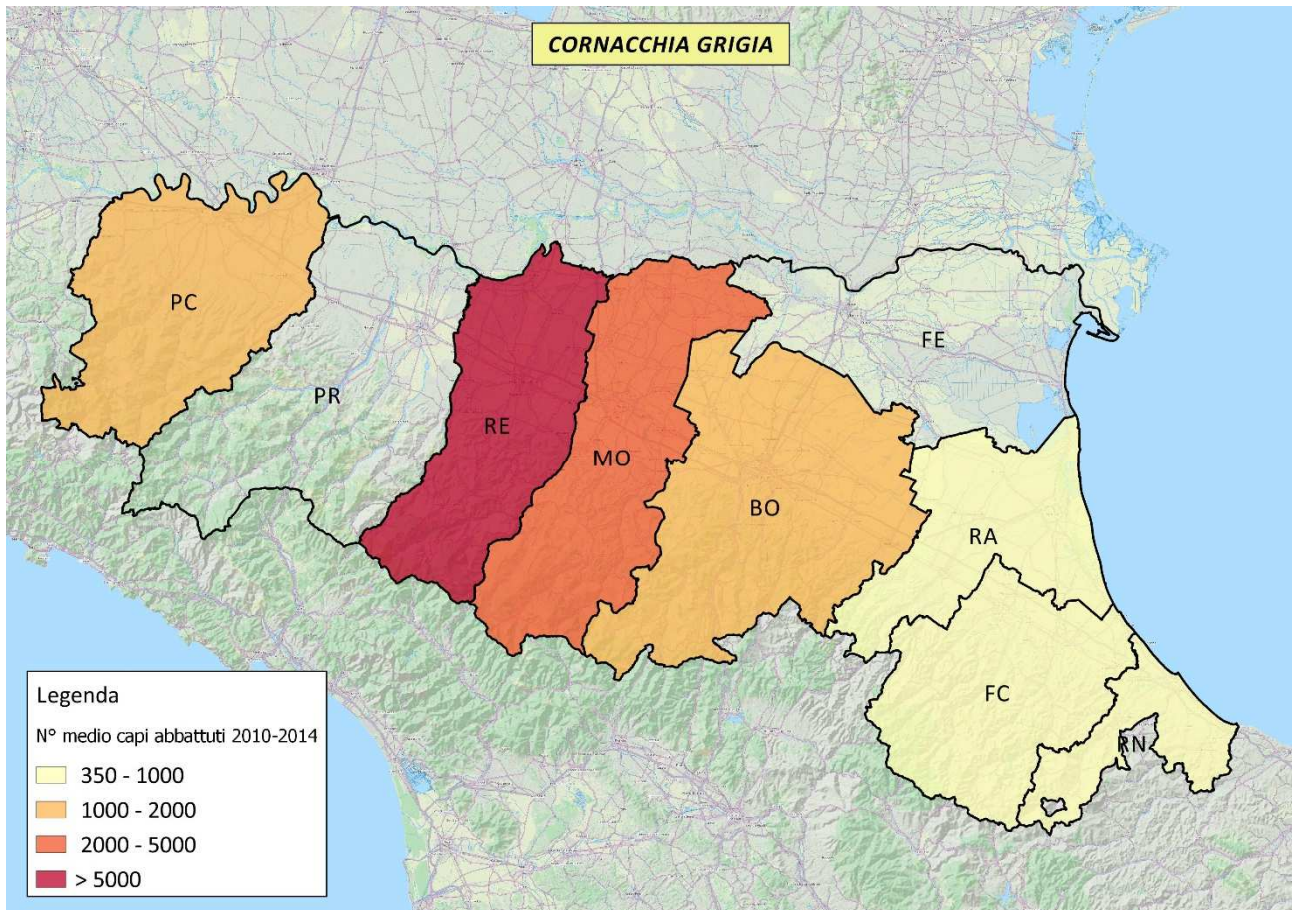 CORNACCHIA GRIGIA
PC
PR
RE
MO
BO
FE
RA
FC
RN
Legenda
N° medio capi abbattuti 2010-2014
350 - 1000
1000 - 2000
2000 - 5000
> 5000